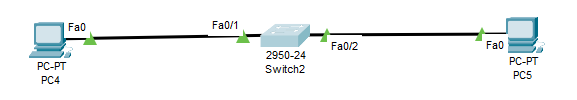 Fa0
Fa0/1
Fa0/2
Fa0
PC-PT
PC4
2950-24
Switch2
PC-PT
PC5